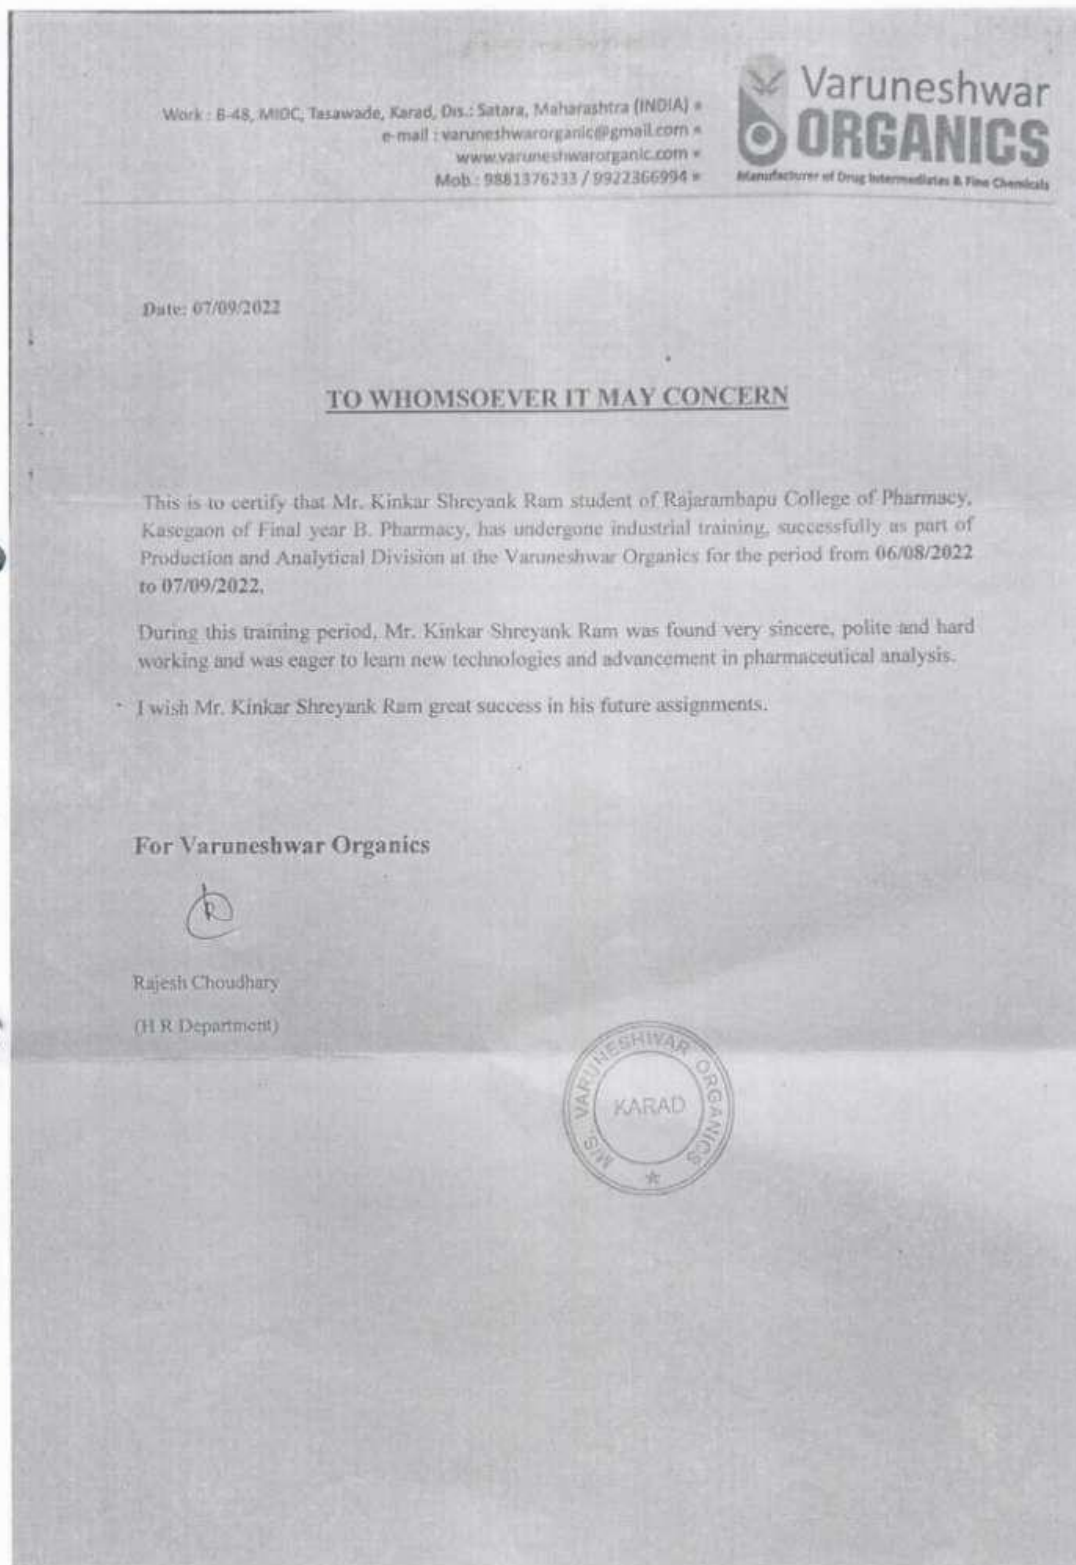 Work : B-48, MIDC, Tasawade, Karad, Dis.: Satara, Maharashtra (INDIA)
e-mail : varuneshwarorganic@gmail.com
www.varuneshwarorganic.com
Mob.: 9881376233 / 9922366994
Varuneshwar
ORGANICS
Manufacturer of Drug Intermediates & Fine Chemicals
Date: 07/09/2022
TO WHOMSOEVER IT MAY CONCERN
This is to certify that Mr. Kinkar Shreyank Ram student of Rajarambapu College of Pharmacy,
Kasegaon of Final year B. Pharmacy, has undergone industrial training, successfully as part of
Production and Analytical Division at the Varuneshwar Organics for the period from 06/08/2022
to 07/09/2022.
During this training period, Mr. Kinkar Shreyank Ram was found very sincere, polite and hard
working and was eager to learn new technologies and advancement in pharmaceutical analysis.
I wish Mr. Kinkar Shreyank Ram great success in his future assignments.
For Varuneshwar Organics
R
Rajesh Choudhary
(H R Department)
M/S. VARUNESHWAR ORGANICS
KARAD